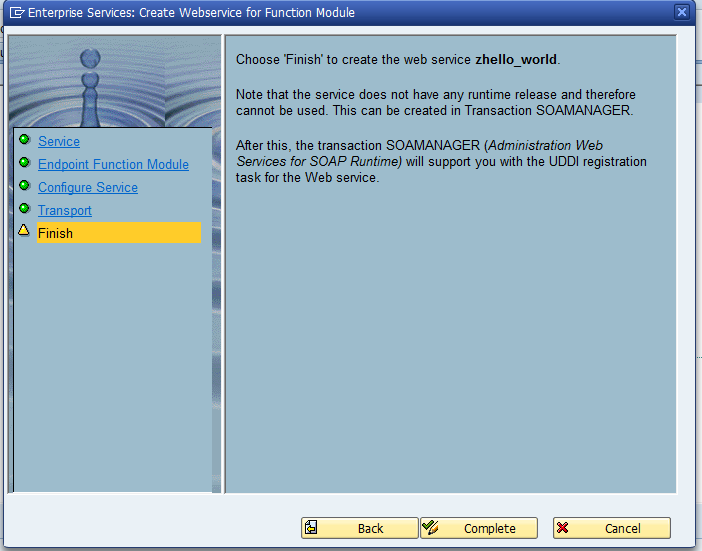 Enterprise Services: Create Webservice for Function Module
Service
Endpoint Function Module
Configure Service
Transport
Finish
Choose 'Finish' to create the web service zhello_world.
Note that the service does not have any runtime release and therefore
cannot be used. This can be created in Transaction SOAMANAGER.
After this, the transaction SOAMANAGER (Administration Web
Services for SOAP Runtime) will support you with the UDDI registration
task for the Web service.
Back
Complete
Cancel